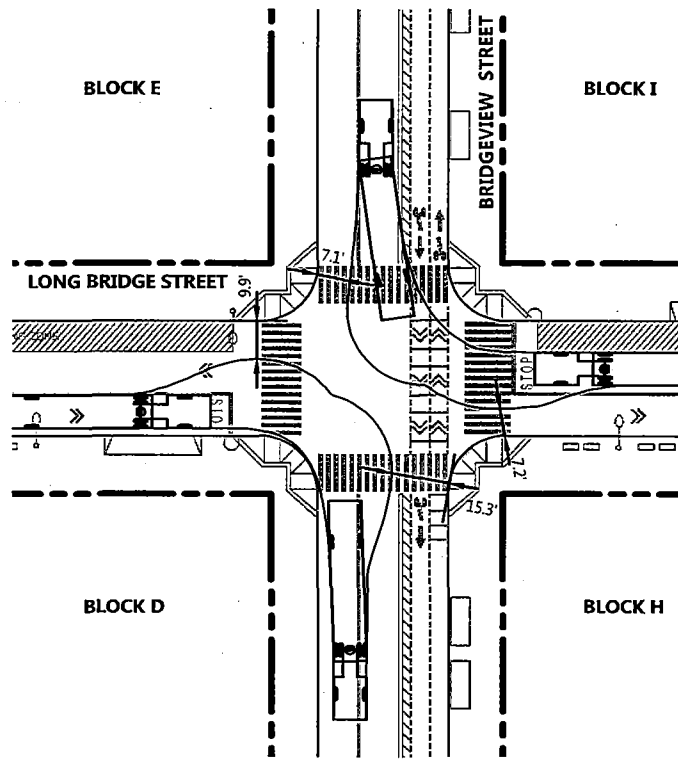 BLOCK E
BLOCK I
BRIDGEVIEW STREET
LONG BRIDGE STREET
7.1'
9.9'
STOP
7.2'
15.3'
BLOCK D
BLOCK H